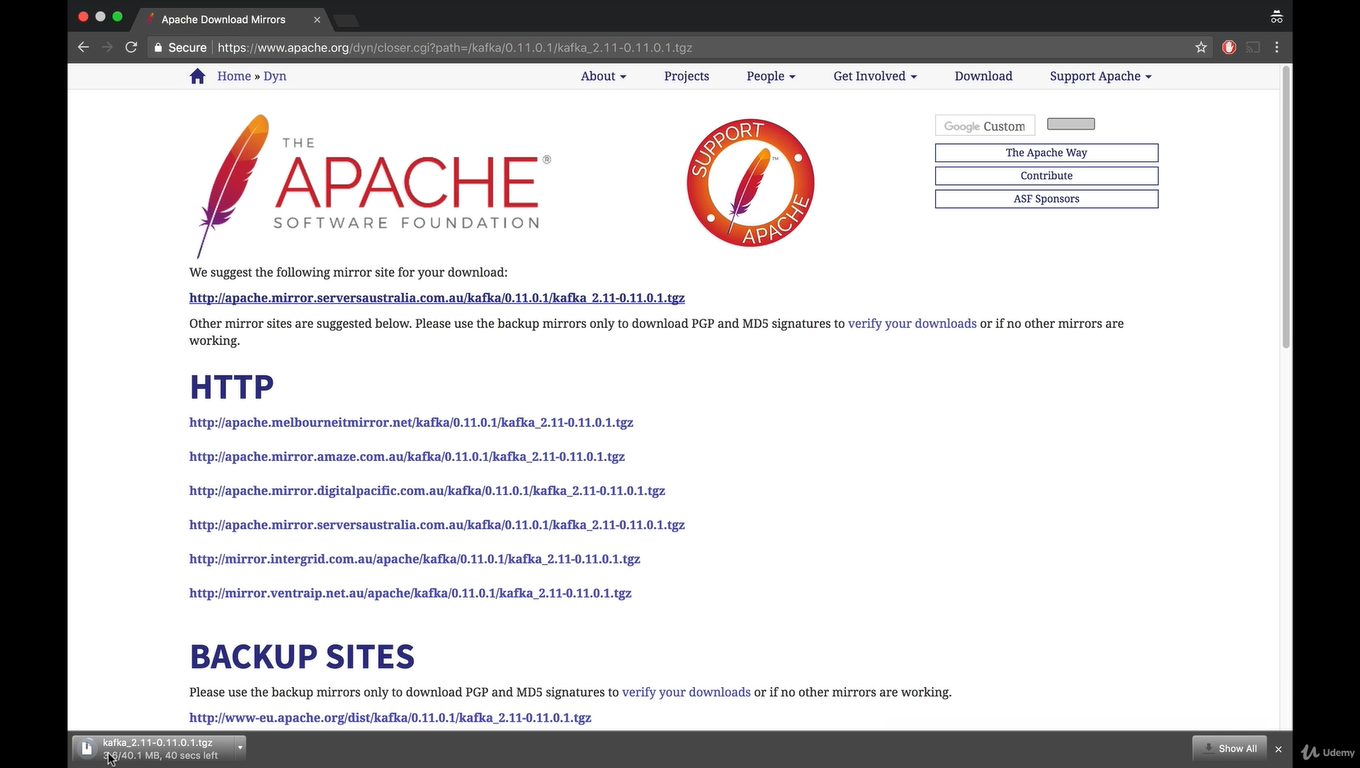 Apache Download Mirrors
Secure https://www.apache.org/dyn/closer.cgi?path=/kafka/0.11.0.1/kafka_2.11-0.11.0.1.tgz
Home » Dyn About Projects People Get Involved Download Support Apache
THE
APACHE®
SOFTWARE FOUNDATION
SUPPORT
APACHE
™
Google Custom
The Apache Way
Contribute
ASF Sponsors
We suggest the following mirror site for your download:
http://apache.mirror.serversaustralia.com.au/kafka/0.11.0.1/kafka_2.11-0.11.0.1.tgz
Other mirror sites are suggested below. Please use the backup mirrors only to download PGP and MD5 signatures to verify your downloads or if no other mirrors are
working.
HTTP
http://apache.melbourneitmirror.net/kafka/0.11.0.1/kafka_2.11-0.11.0.1.tgz
http://apache.mirror.amaze.com.au/kafka/0.11.0.1/kafka_2.11-0.11.0.1.tgz
http://apache.mirror.digitalpacific.com.au/kafka/0.11.0.1/kafka_2.11-0.11.0.1.tgz
http://apache.mirror.serversaustralia.com.au/kafka/0.11.0.1/kafka_2.11-0.11.0.1.tgz
http://mirror.intergrid.com.au/apache/kafka/0.11.0.1/kafka_2.11-0.11.0.1.tgz
http://mirror.ventraip.net.au/apache/kafka/0.11.0.1/kafka_2.11-0.11.0.1.tgz
BACKUP SITES
Please use the backup mirrors only to download PGP and MD5 signatures to verify your downloads or if no other mirrors are working.
http://www-eu.apache.org/dist/kafka/0.11.0.1/kafka_2.11-0.11.0.1.tgz
kafka_2.11-0.11.0.1.tgz
3.6/40.1 MB, 40 secs left
Show All
Udemy